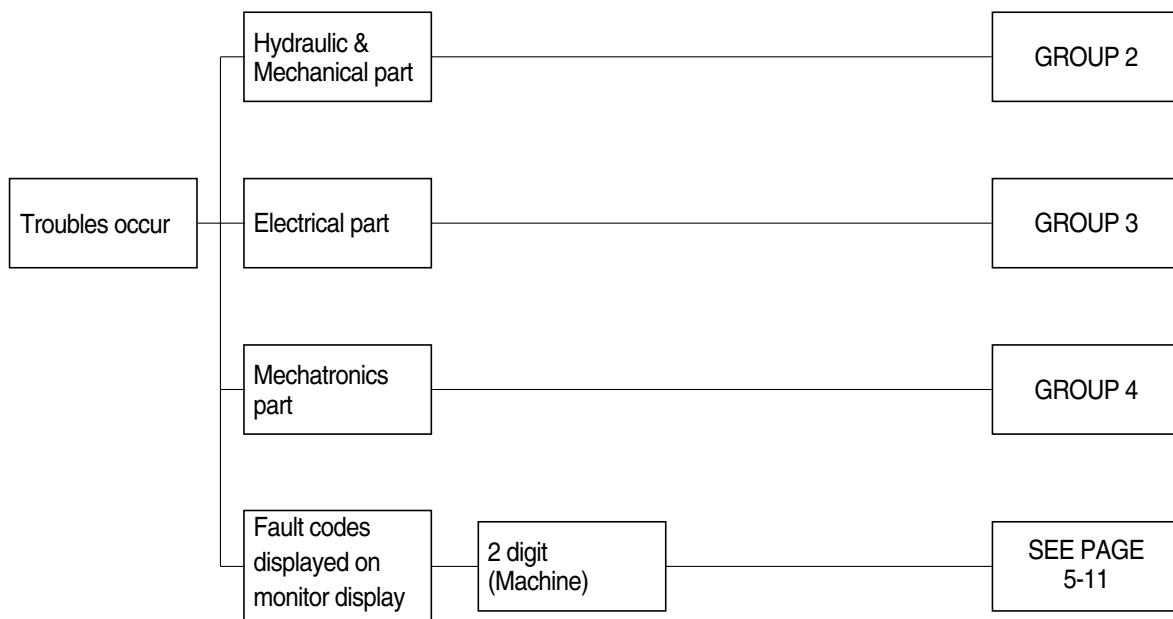 Hydraulic &
Mechanical part
GROUP 2
Troubles occur
Electrical part
GROUP 3
Mechatronics
part
GROUP 4
Fault codes
displayed on
monitor display
2 digit
(Machine)
SEE PAGE
5-11